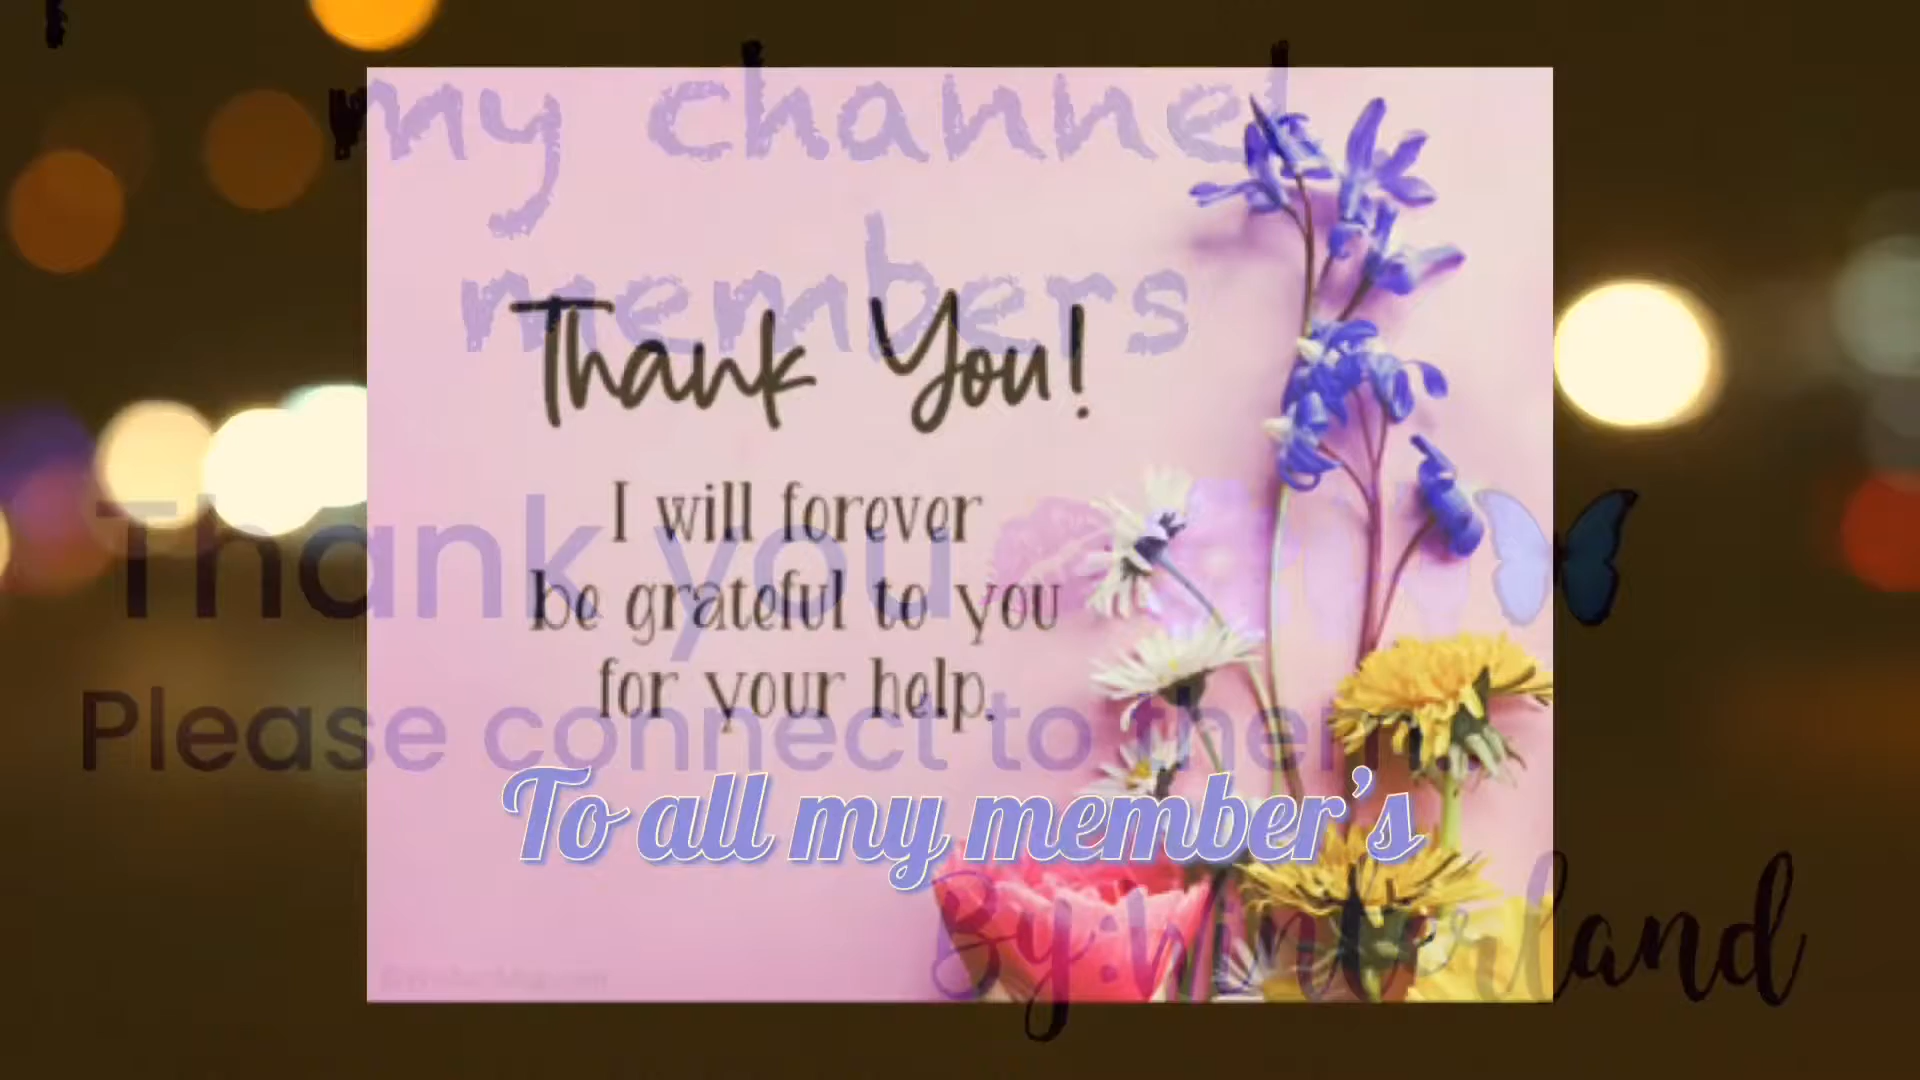 my channel
members
Thank You!
I will forever
be grateful to you
for your help.
Thank you
Please connect to them..
To all my member's
By:hinterland